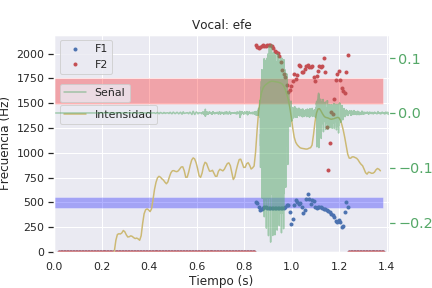 Vocal: efe
F1
F2
Señal
Intensidad
Frecuencia (Hz)
2000
1750
1500
1250
1000
750
500
250
0
0.1
0.0
−0.1
−0.2
0.0 0.2 0.4 0.6 0.8 1.0 1.2 1.4
Tiempo (s)